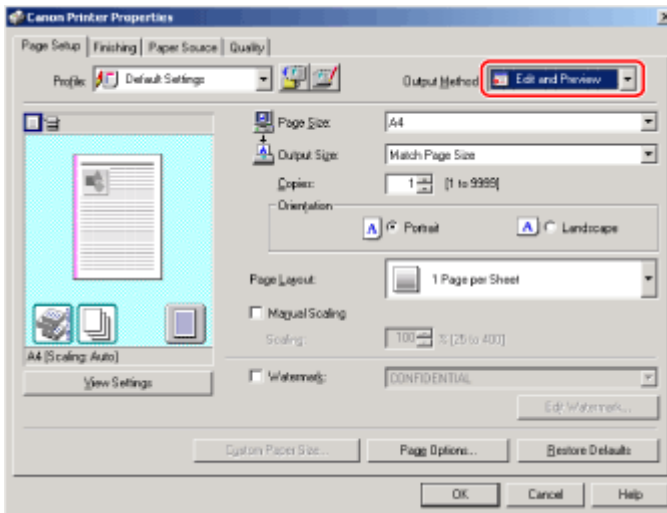 Canon Printer Properties
Page Setup Finishing Paper Source Quality
Profile: Default Settings Output Method: Edit and Preview
Page Size: A4
Output Size: Match Page Size
Copies: 1 [1 to 9999]
Orientation
A Portrait A Landscape
Page Layout: 1 Page per Sheet
Manual Scaling
Scaling: 100 % [25 to 400]
A4 (Scaling: Auto)
View Settings
Watermark: CONFIDENTIAL
Edit Watermark...
Custom Paper Size... Page Options... Restore Defaults
OK Cancel Help